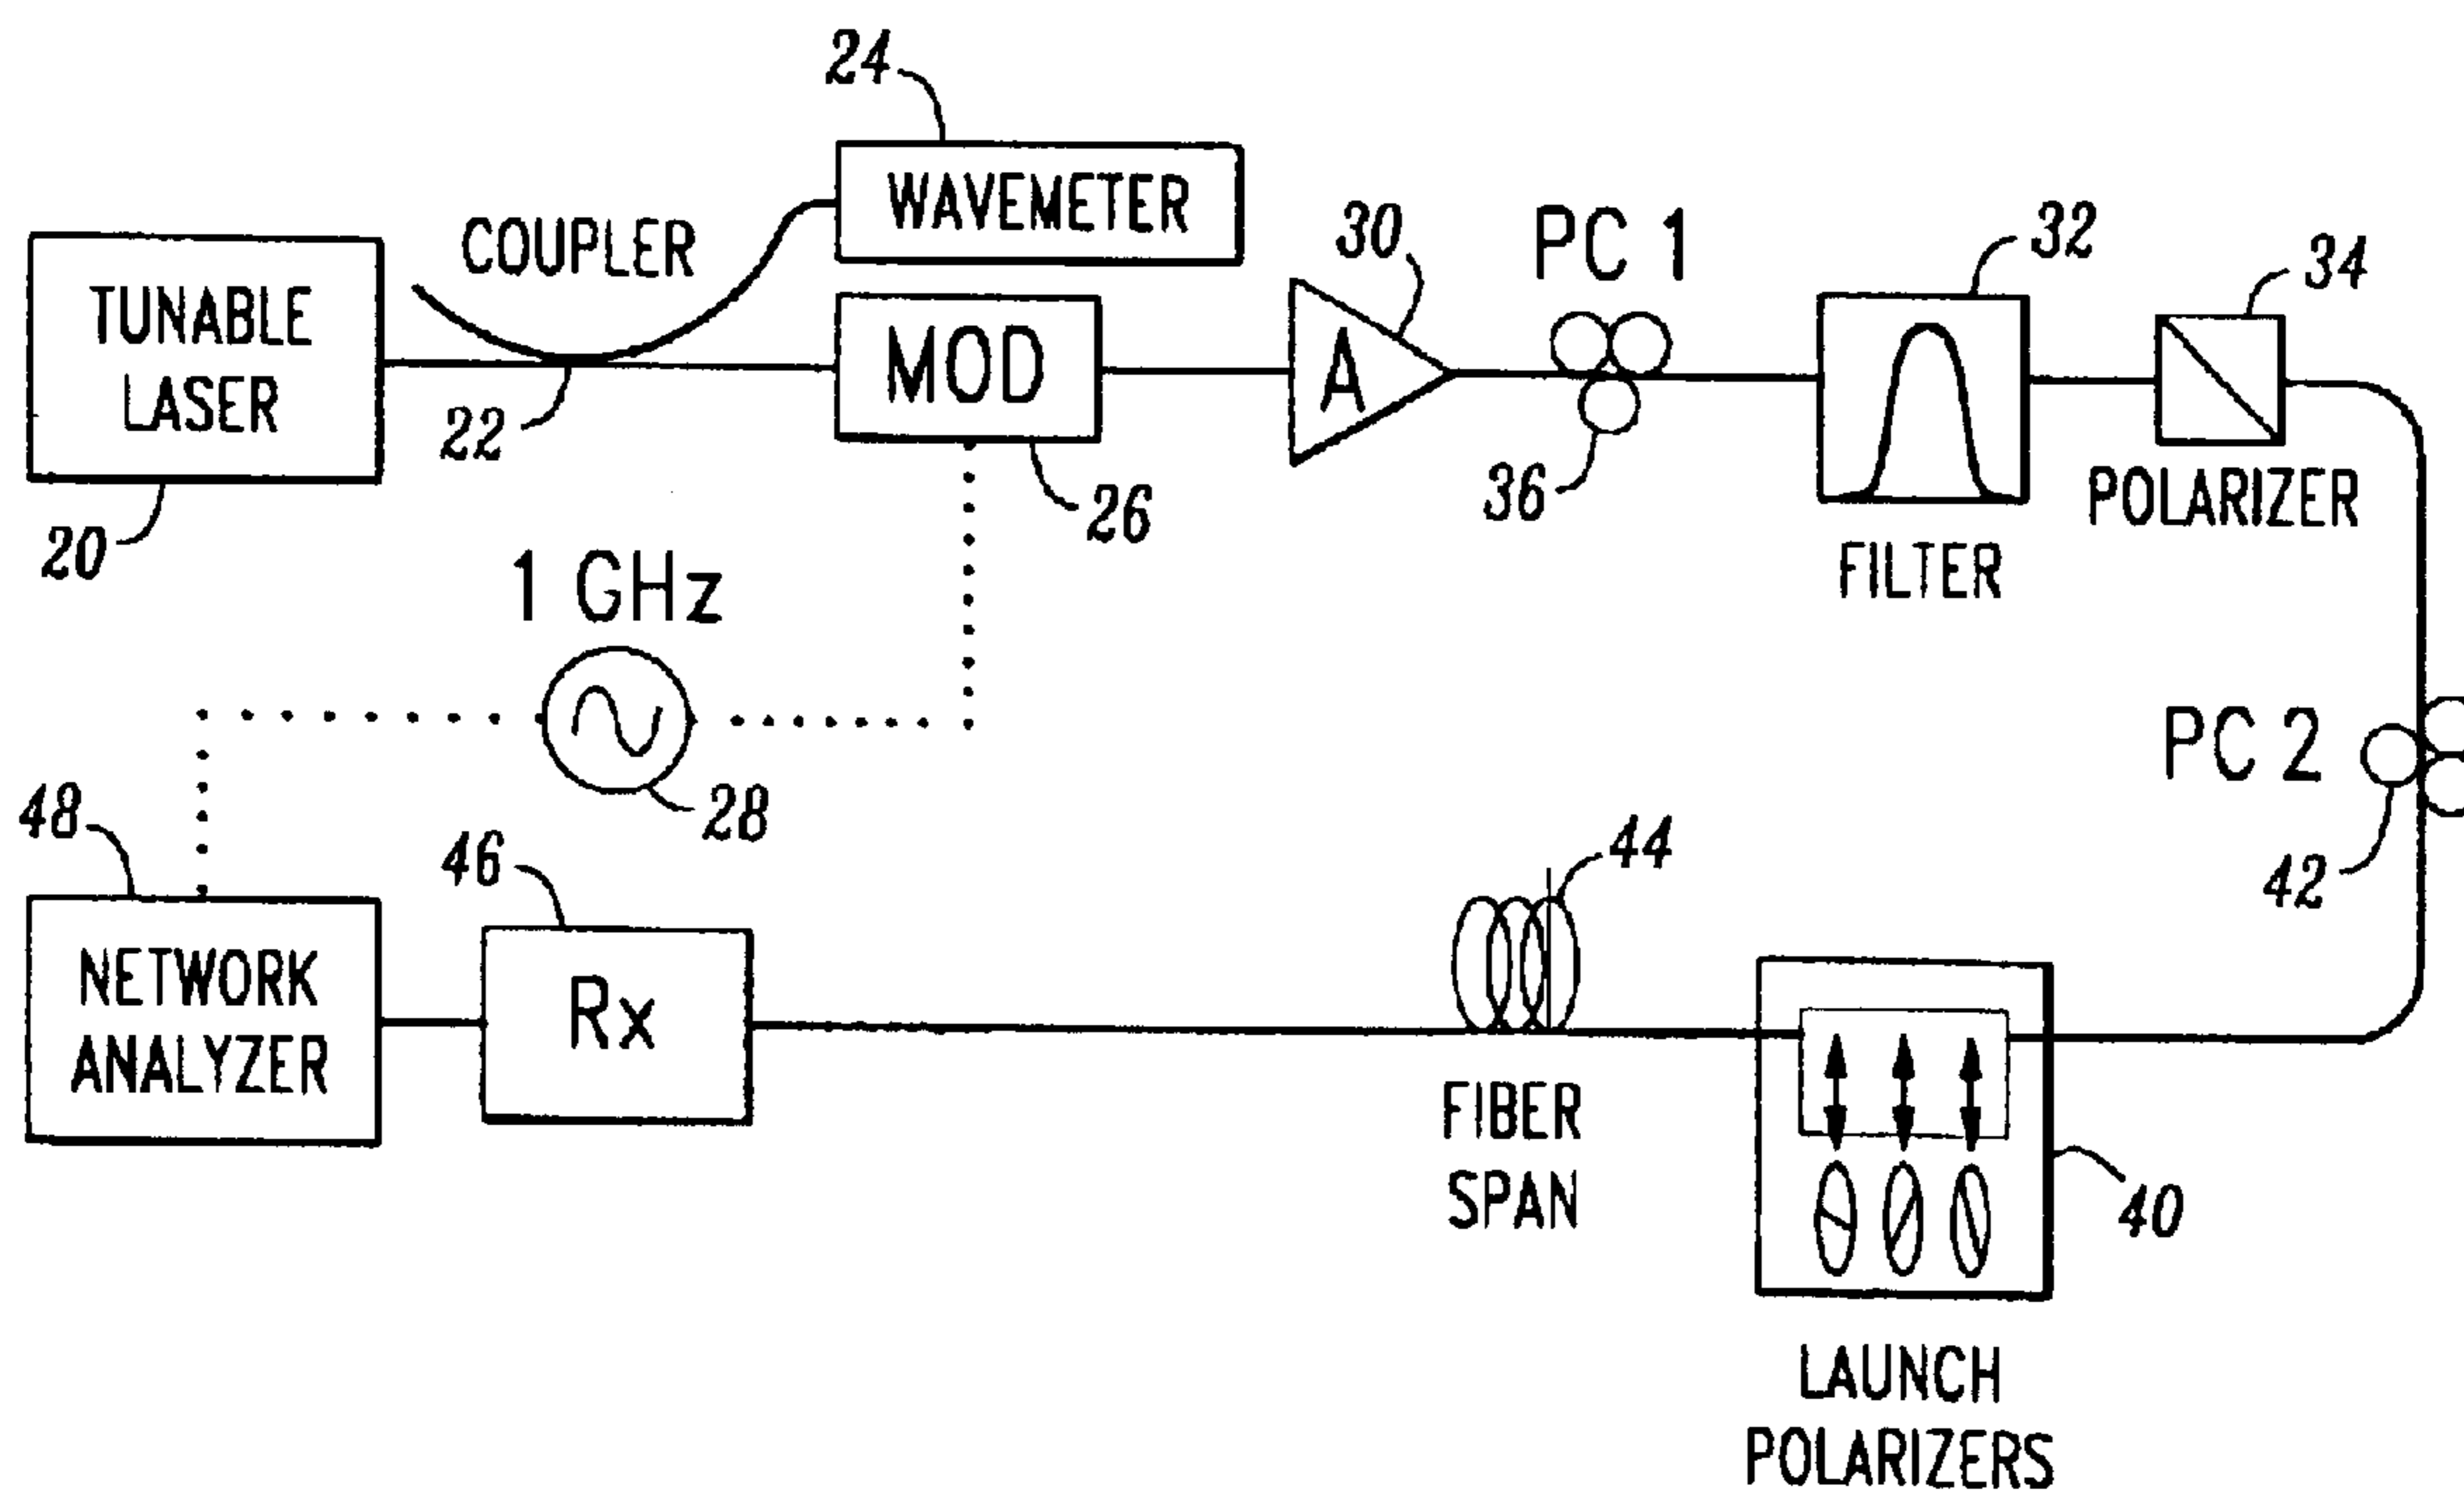 24
WAVEMETER
COUPLER
TUNABLE
LASER
22
20
MOD
26
30
A
PC 1
36
32
FILTER
34
POLARIZER
1 GHz
28
PC 2
42
48
NETWORK
ANALYZER
46
Rx
44
FIBER
SPAN
40
LAUNCH
POLARIZERS